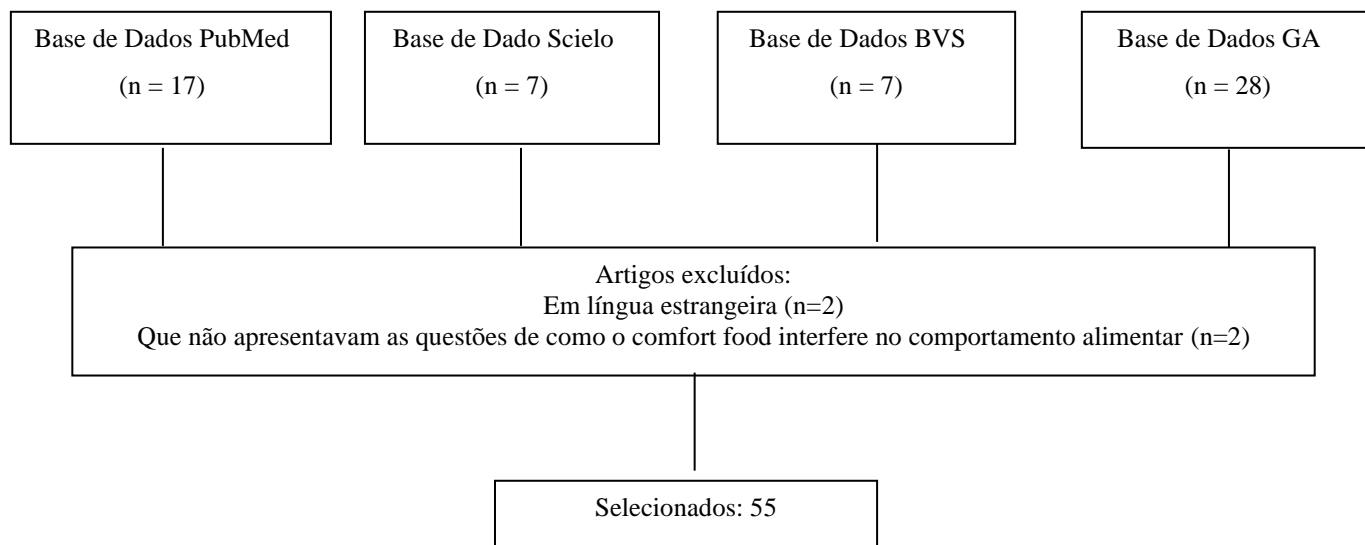 Base de Dados PubMed
(n = 17)
Base de Dado Scielo
(n = 7)
Base de Dados BVS
(n = 7)
Base de Dados GA
(n = 28)
Artigos excluídos:
Em língua estrangeira (n=2)
Que não apresentavam as questões de como o comfort food interfere no comportamento alimentar (n=2)
Selecionados: 55